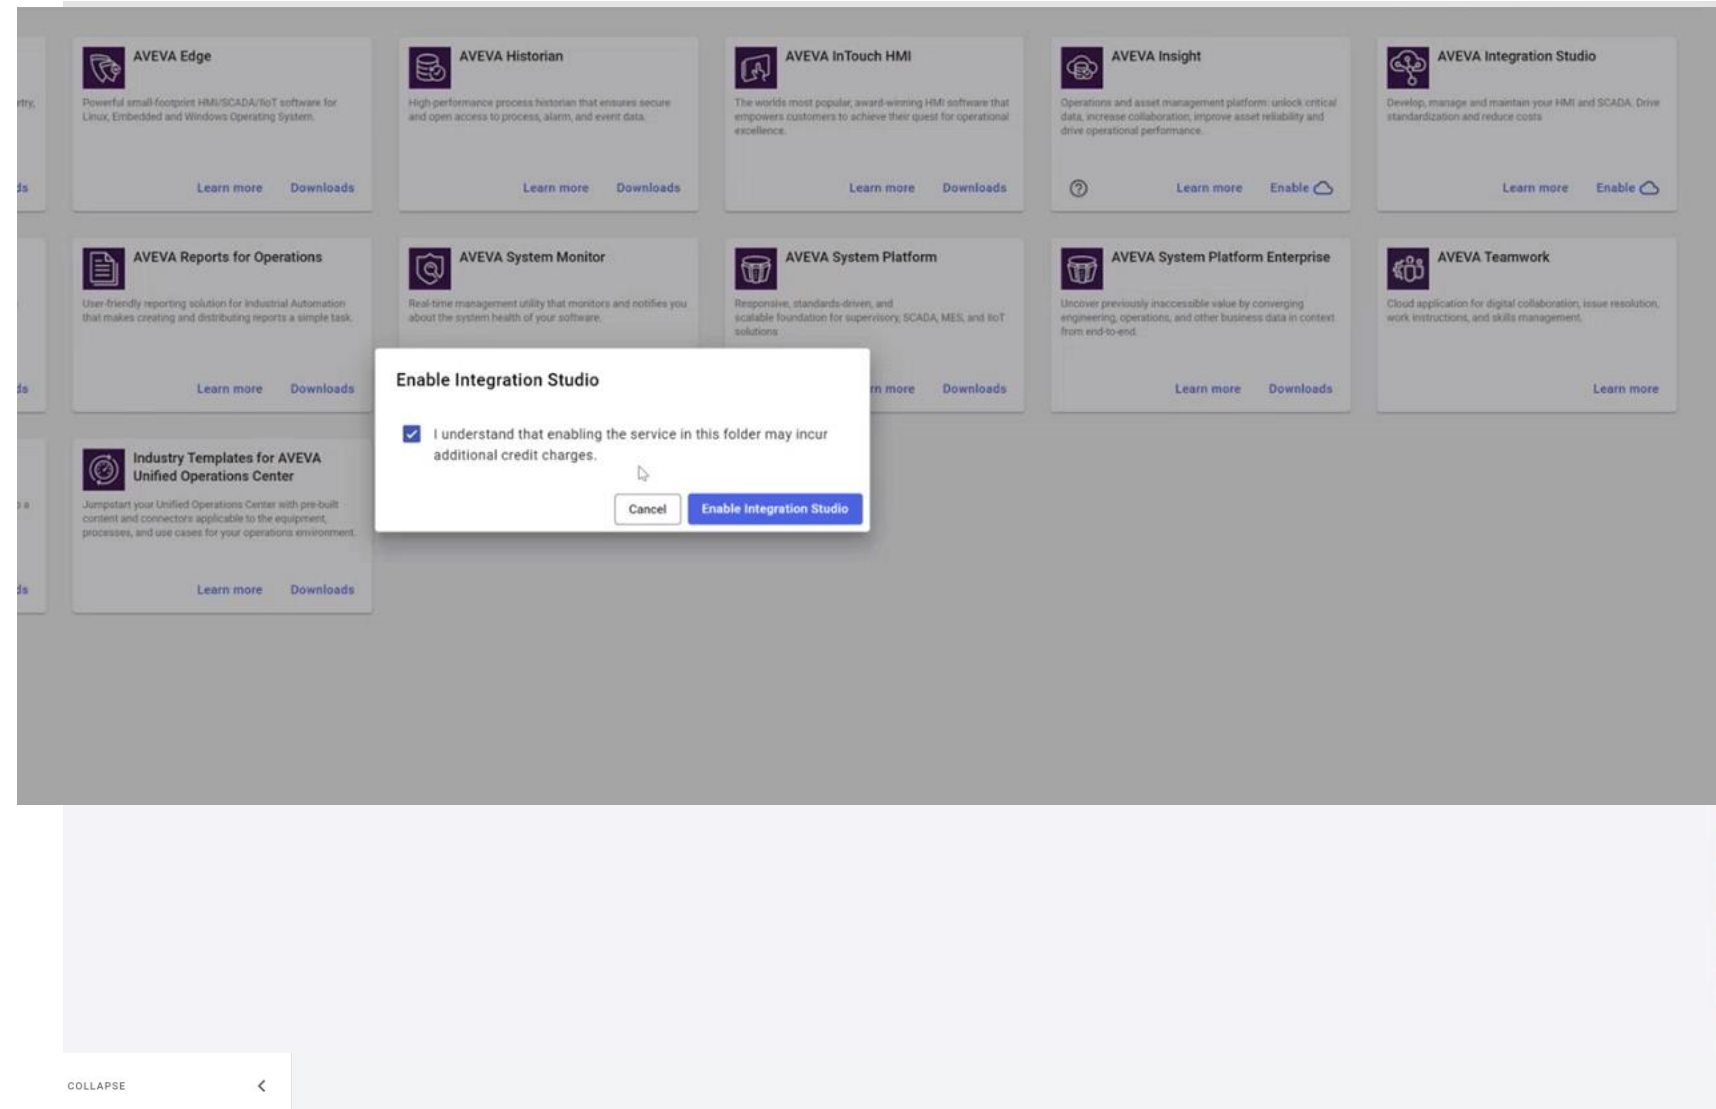 AVEVA Edge
Powerful small-footprint HMI/SCADA/IIoT software for
Linux, Embedded and Windows Operating System.
Learn more Downloads
AVEVA Historian
High-performance process historian that ensures secure
and open access to process, alarm, and event data.
Learn more Downloads
AVEVA InTouch HMI
The worlds most popular, award-winning HMI software that
empowers customers to achieve their quest for operational
excellence.
Learn more Downloads
AVEVA Insight
Operations and asset management platform: unlock critical
data, increase collaboration, improve asset reliability and
drive operational performance.
Learn more Enable
AVEVA Integration Studio
Develop, manage and maintain your HMI and SCADA. Drive
standardization and reduce costs
Learn more Enable
AVEVA Reports for Operations
User-friendly reporting solution for Industrial Automation
that makes creating and distributing reports a simple task.
Learn more Downloads
AVEVA System Monitor
Real-time management utility that monitors and notifies you
about the system health of your software.
AVEVA System Platform
Responsive, standards-driven, and
scalable foundation for supervisory, SCADA, MES, and IIoT
solutions
rn more Downloads
AVEVA System Platform Enterprise
Uncover previously inaccessible value by converging
engineering, operations, and other business data in context
from end-to-end.
Learn more Downloads
AVEVA Teamwork
Cloud application for digital collaboration, issue resolution,
work instructions, and skills management.
Learn more
Enable Integration Studio
I understand that enabling the service in this folder may incur
additional credit charges.
Cancel Enable Integration Studio
Industry Templates for AVEVA
Unified Operations Center
Jumpstart your Unified Operations Center with pre-built
content and connectors applicable to the equipment,
processes, and use cases for your operations environment.
Learn more Downloads
COLLAPSE